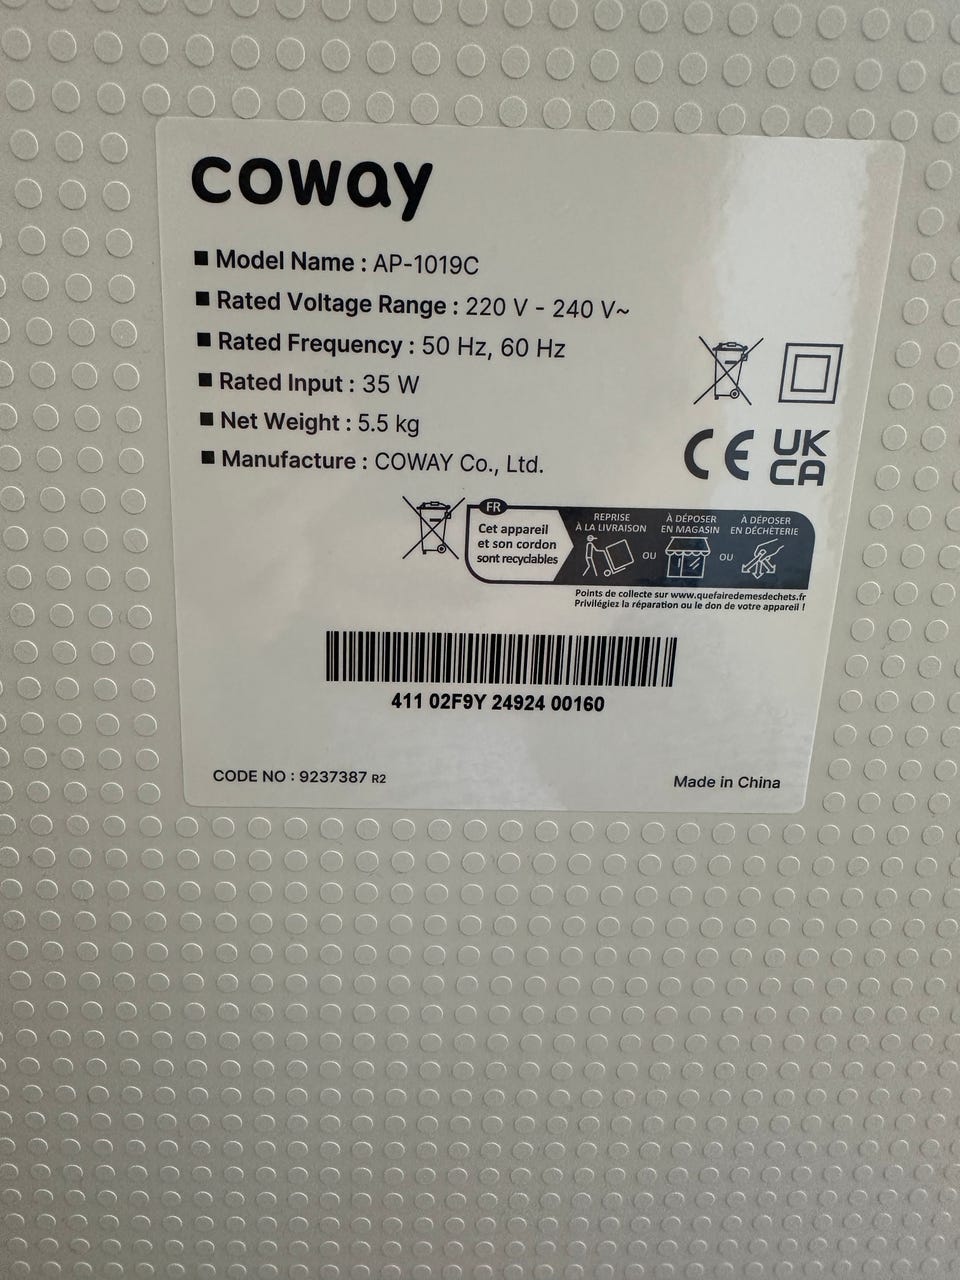 coway
■ Model Name : AP-1019C
■ Rated Voltage Range : 220 V - 240 V~
■ Rated Frequency : 50 Hz, 60 Hz
■ Rated Input : 35 W
■ Net Weight : 5.5 kg
■ Manufacture : COWAY Co., Ltd.
CE
UK
CA
FR
Cet appareil
et son cordon
sont recyclables
REPRISE
À LA LIVRAISON
OU
À DÉPOSER
EN MAGASIN
OU
À DÉPOSER
EN DÉCHÈTERIE
Points de collecte sur www.quefairedemesdechets.fr
Privilégiez la réparation ou le don de votre appareil !
411 02F9Y 24924 00160
CODE NO : 9237387 R2
Made in China